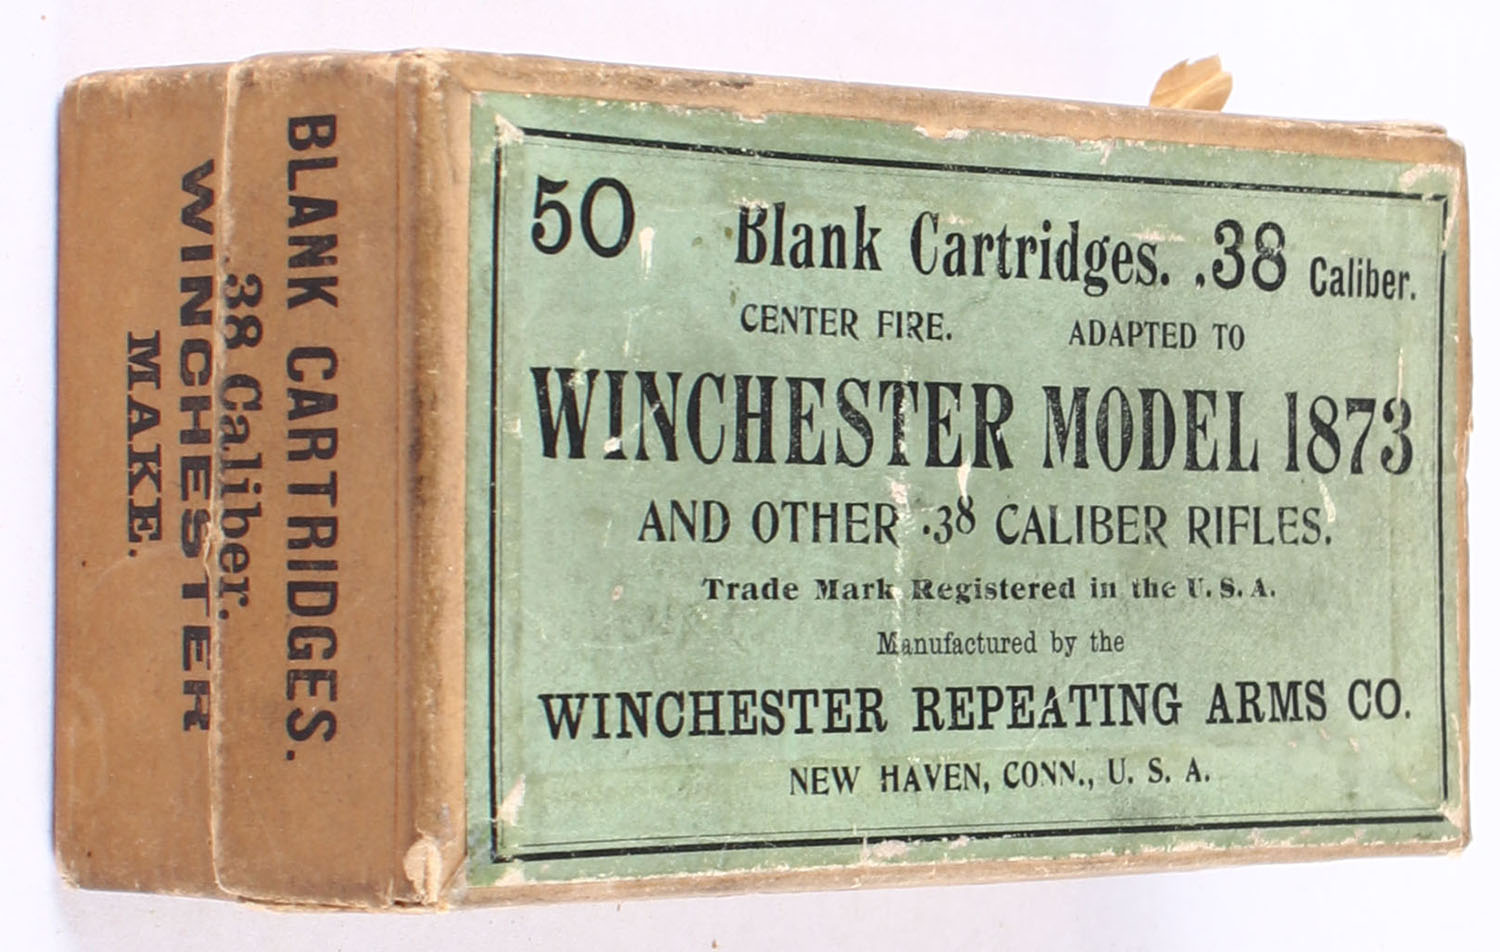 50 Blank Cartridges. .38 Caliber.
CENTER FIRE. ADAPTED TO
WINCHESTER MODEL 1873
AND OTHER .38 CALIBER RIFLES.
Trade Mark Registered in the U. S. A.
Manufactured by the
WINCHESTER REPEATING ARMS CO.
NEW HAVEN, CONN., U. S. A.
BLANK CARTRIDGES.
.38 Caliber.
WINCHESTER
MAKE.